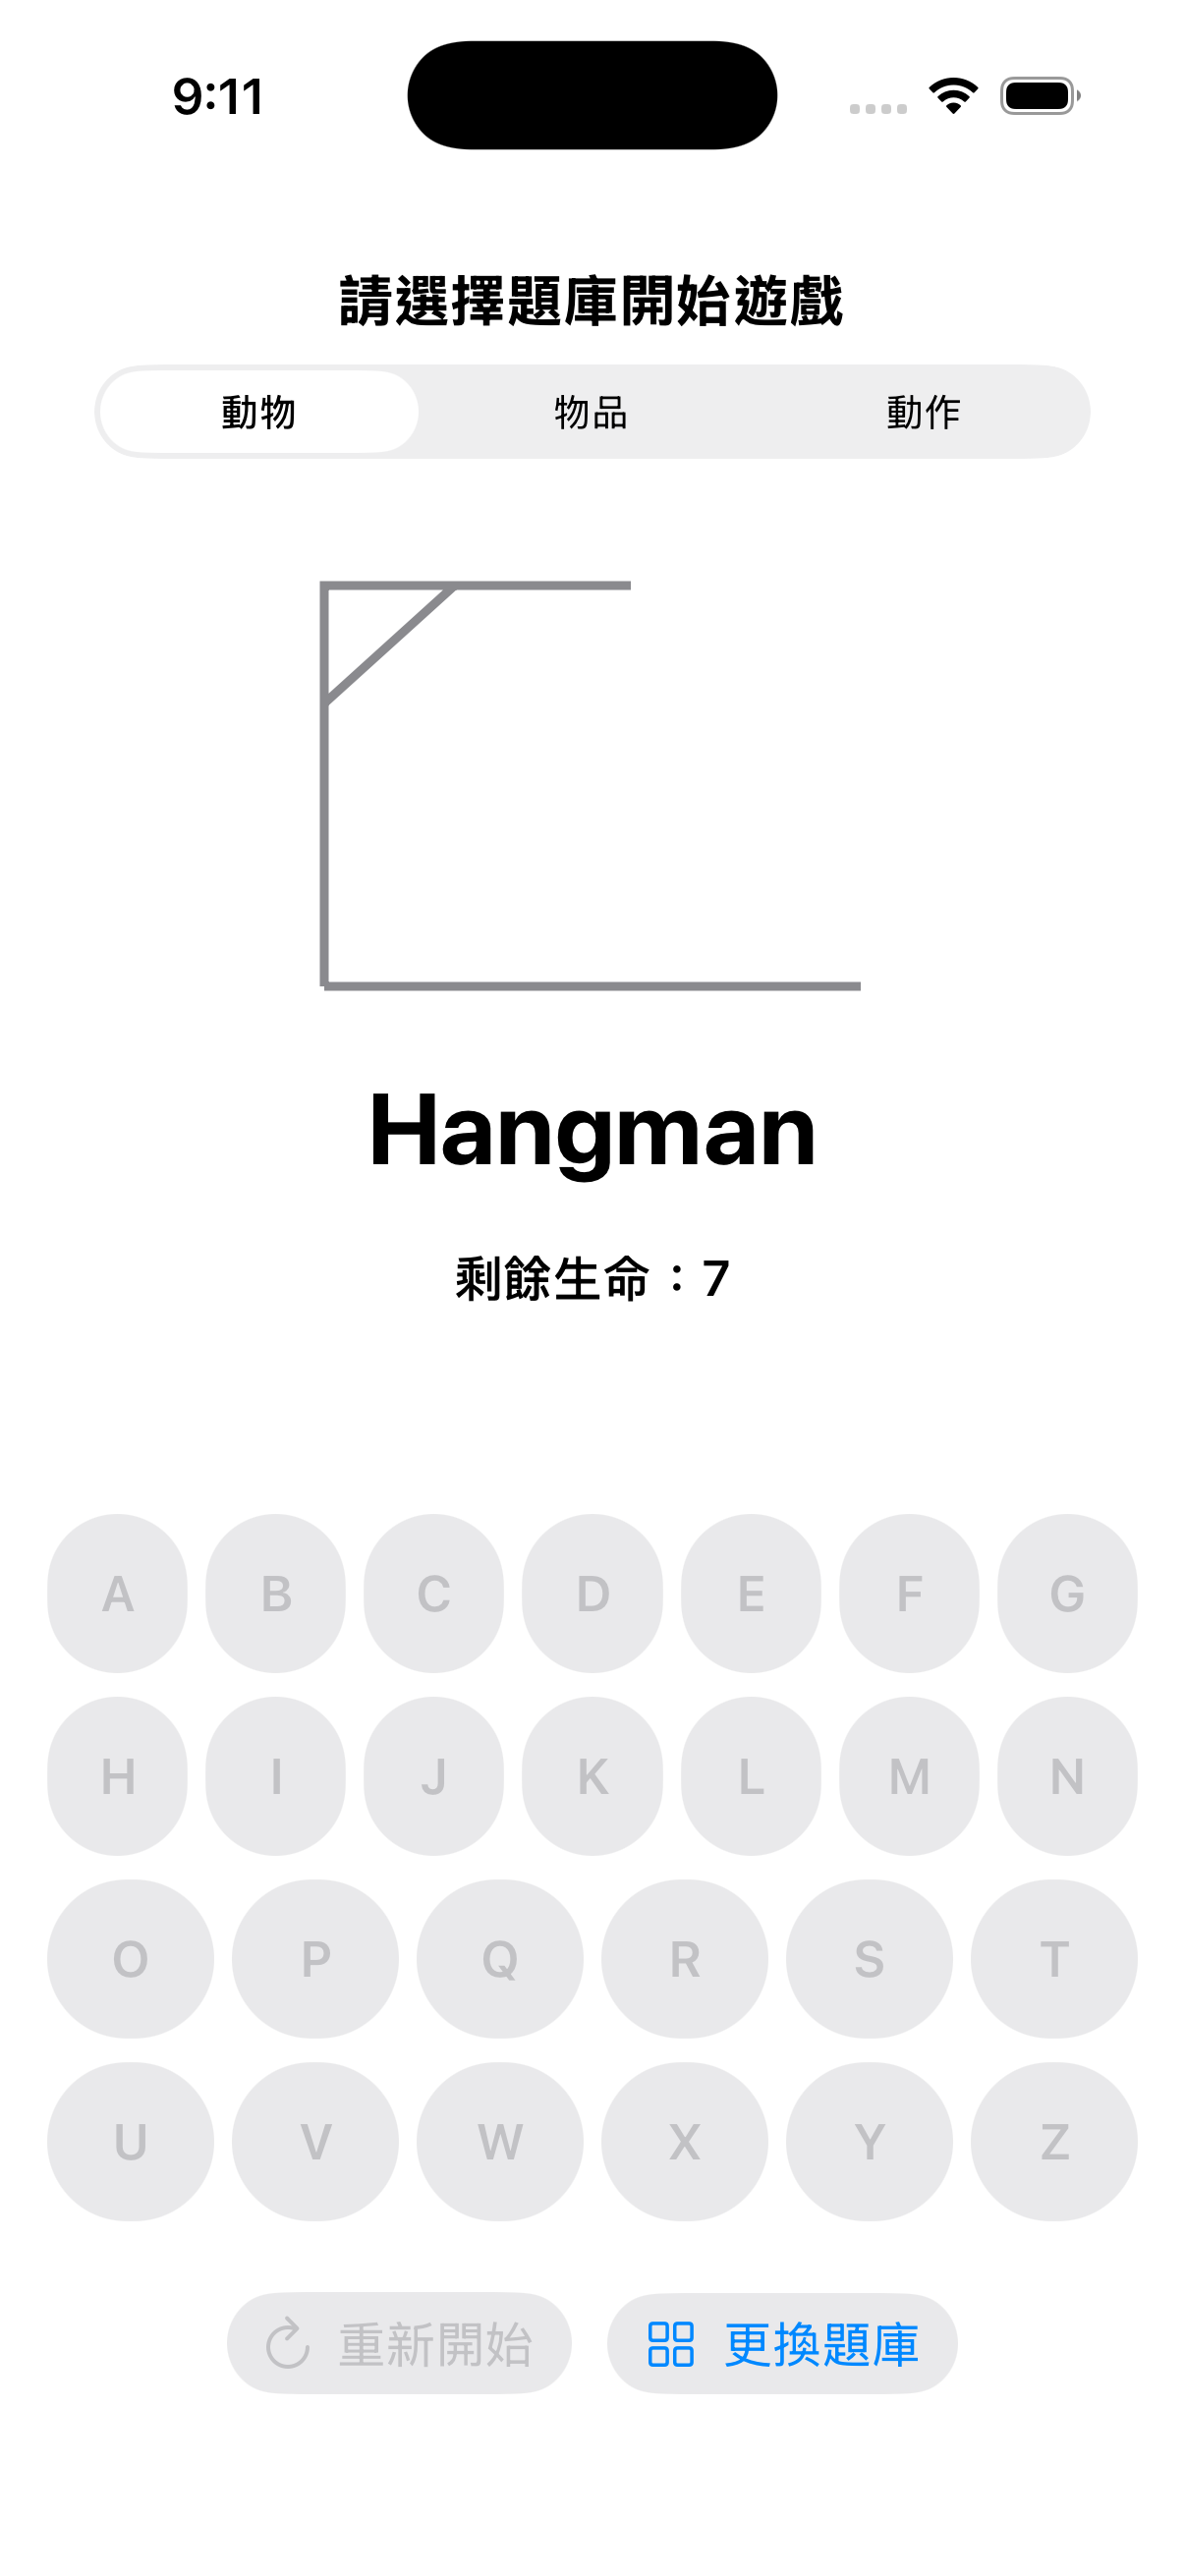 9:11
請選擇題庫開始遊戲
動物 物品 動作
Hangman
剩餘生命：7
A B C D E F G
H I J K L M N
O P Q R S T
U V W X Y Z
重新開始 更換題庫